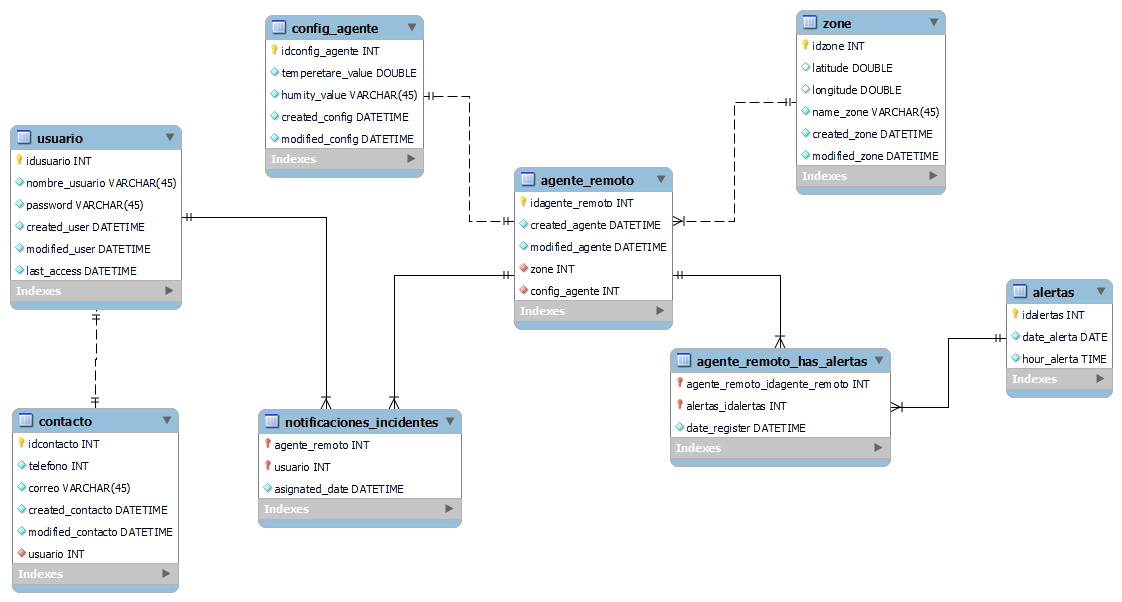 config_agente
idconfig_agente INT
temperetare_value DOUBLE
humity_value VARCHAR(45)
created_config DATETIME
modified_config DATETIME
Indexes
zone
idzone INT
latitude DOUBLE
longitude DOUBLE
name_zone VARCHAR(45)
created_zone DATETIME
modified_zone DATETIME
Indexes
usuario
idusuario INT
nombre_usuario VARCHAR(45)
password VARCHAR(45)
created_user DATETIME
modified_user DATETIME
last_access DATETIME
Indexes
agente_remoto
idagente_remoto INT
created_agente DATETIME
modified_agente DATETIME
zone INT
config_agente INT
Indexes
alertas
idalertas INT
date_alerta DATE
hour_alerta TIME
Indexes
agente_remoto_has_alertas
agente_remoto_idagente_remoto INT
alertas_idalertas INT
date_register DATETIME
Indexes
contacto
idcontacto INT
telefono INT
correo VARCHAR(45)
created_contacto DATETIME
modified_contacto DATETIME
usuario INT
Indexes
notificaciones_incidentes
agente_remoto INT
usuario INT
asignated_date DATETIME
Indexes